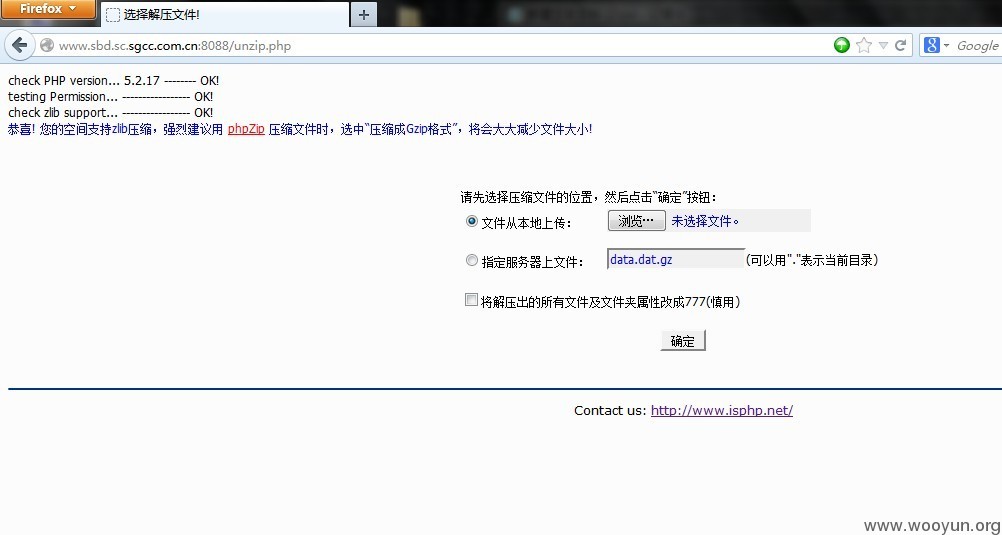 Firefox
选择解压文件!
www.sbd.sc.sgcc.com.cn:8088/unzip.php
Google
check PHP version... 5.2.17 -------- OK!
testing Permission... ----------------- OK!
check zlib support... ----------------- OK!
恭喜! 您的空间支持zlib压缩，强烈建议用 phpZip 压缩文件时，选中“压缩成Gzip格式”，将会大大减少文件大小!
请先选择压缩文件的位置，然后点击“确定”按钮：
文件从本地上传： 浏览… 未选择文件。
指定服务器上文件： data.dat.gz (可以用"."表示当前目录)
将解压出的所有文件及文件夹属性改成777(慎用)
确定
Contact us: http://www.isphp.net/
www.wooyun.org